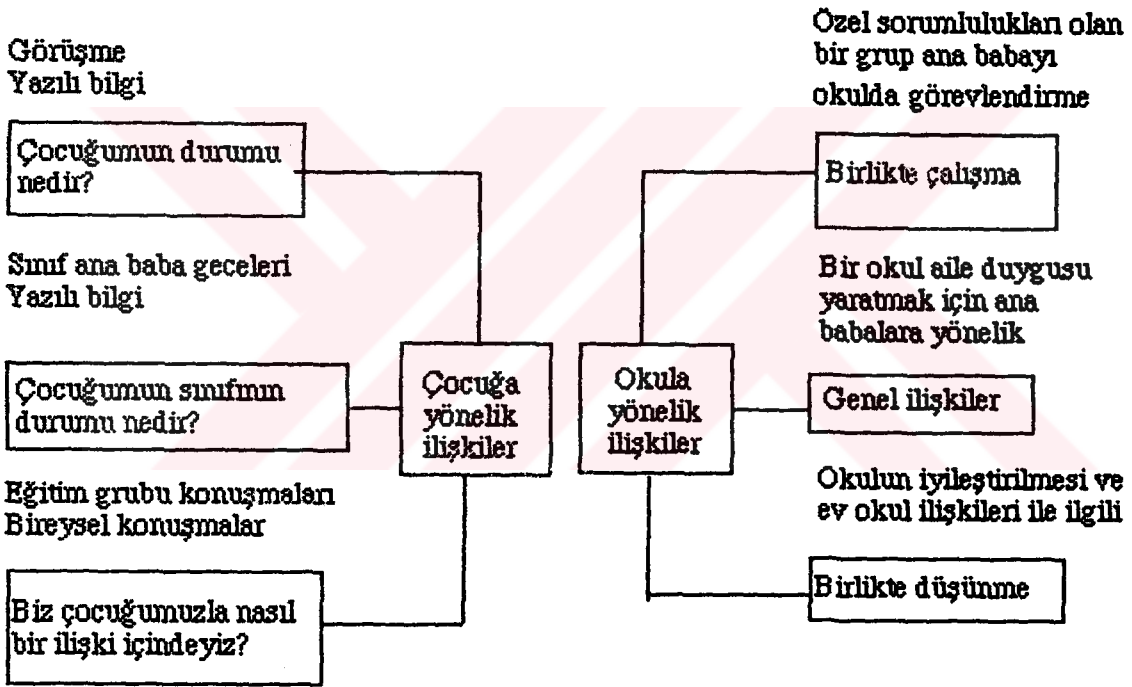 Görüşme
Yazılı bilgi
Çocuğumun durumu
nedir?
Sınıf ana baba geceleri
Yazılı bilgi
Çocuğumun sınıfının
durumu nedir?
Eğitim grubu konuşmaları
Bireysel konuşmalar
Biz çocuğumuzla nasıl
bir ilişki içindeyiz?
Çocuğa
yönelik
ilişkiler
Okula
yönelik
ilişkiler
Özel sorumlulukları olan
bir grup ana babayı
okulda görevlendirme
Birlikte çalışma
Bir okul aile duygusu
yaratmak için ana
babalara yönelik
Genel ilişkiler
Okulun iyileştirilmesi ve
ev okul ilişkileri ile ilgili
Birlikte düşünme